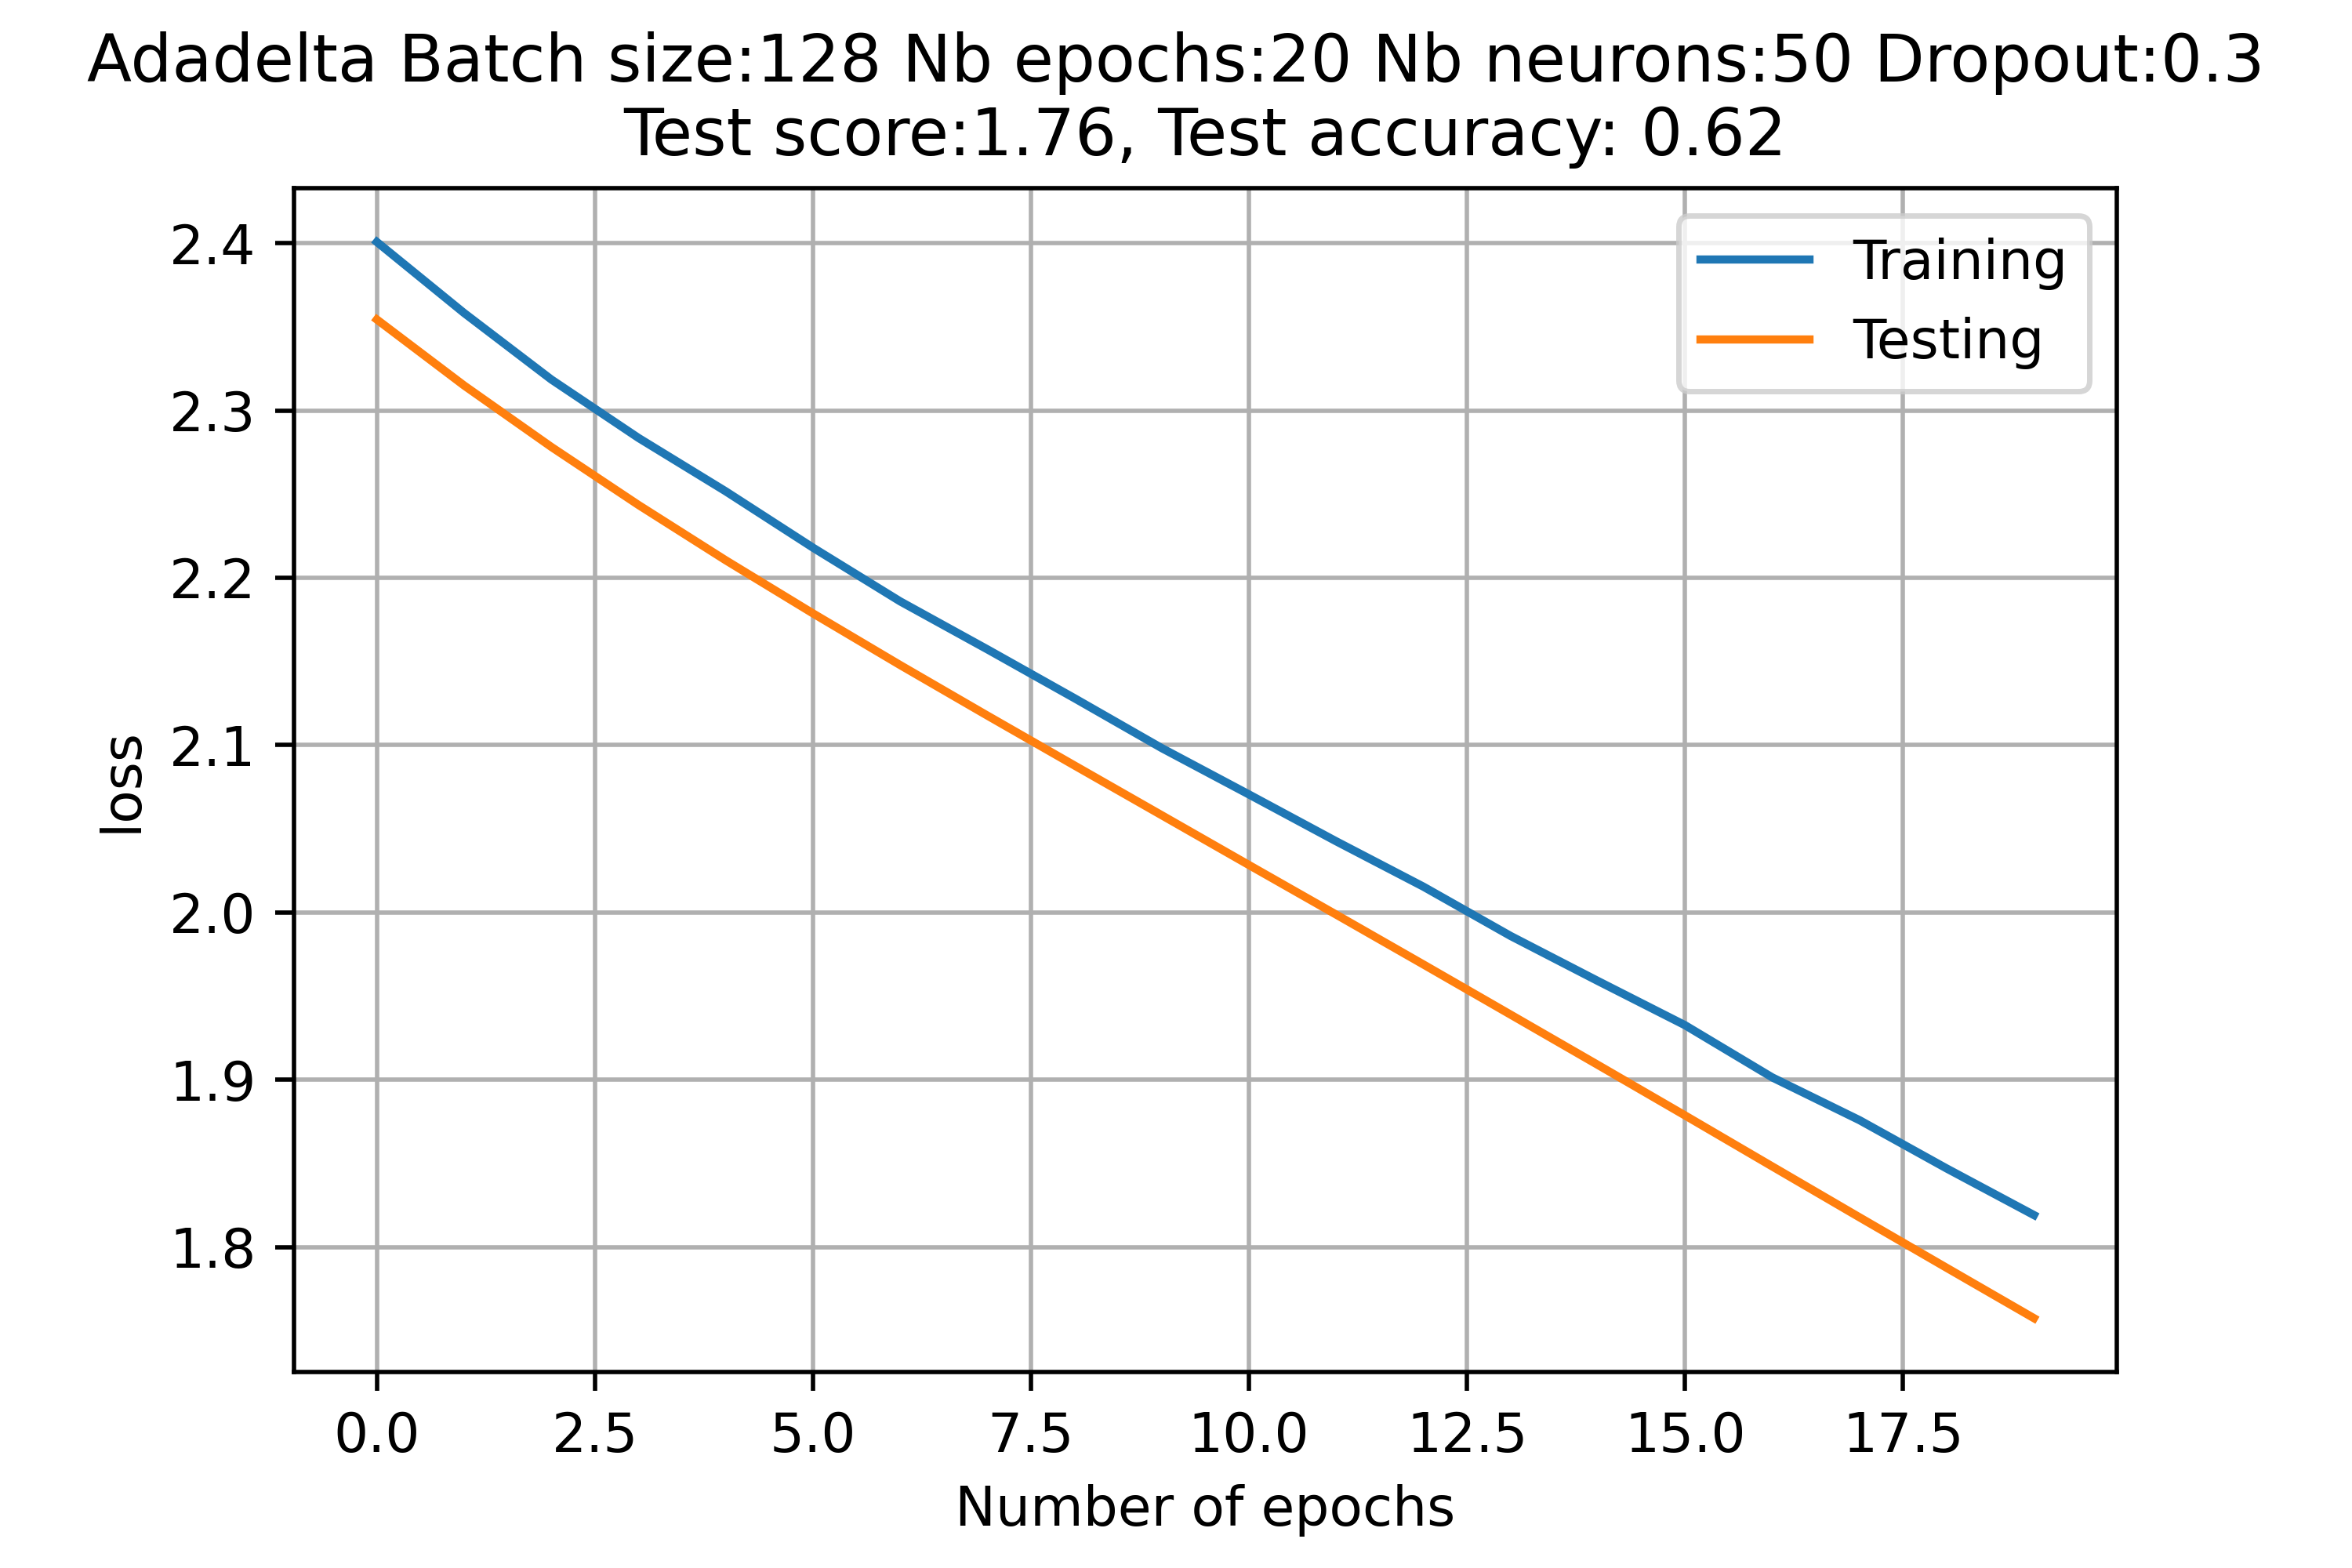 Adadelta Batch size:128 Nb epochs:20 Nb neurons:50 Dropout:0.3
Test score:1.76, Test accuracy: 0.62
Training
Testing
2.4
2.3
2.2
2.1
2.0
1.9
1.8
loss
0.0 2.5 5.0 7.5 10.0 12.5 15.0 17.5
Number of epochs